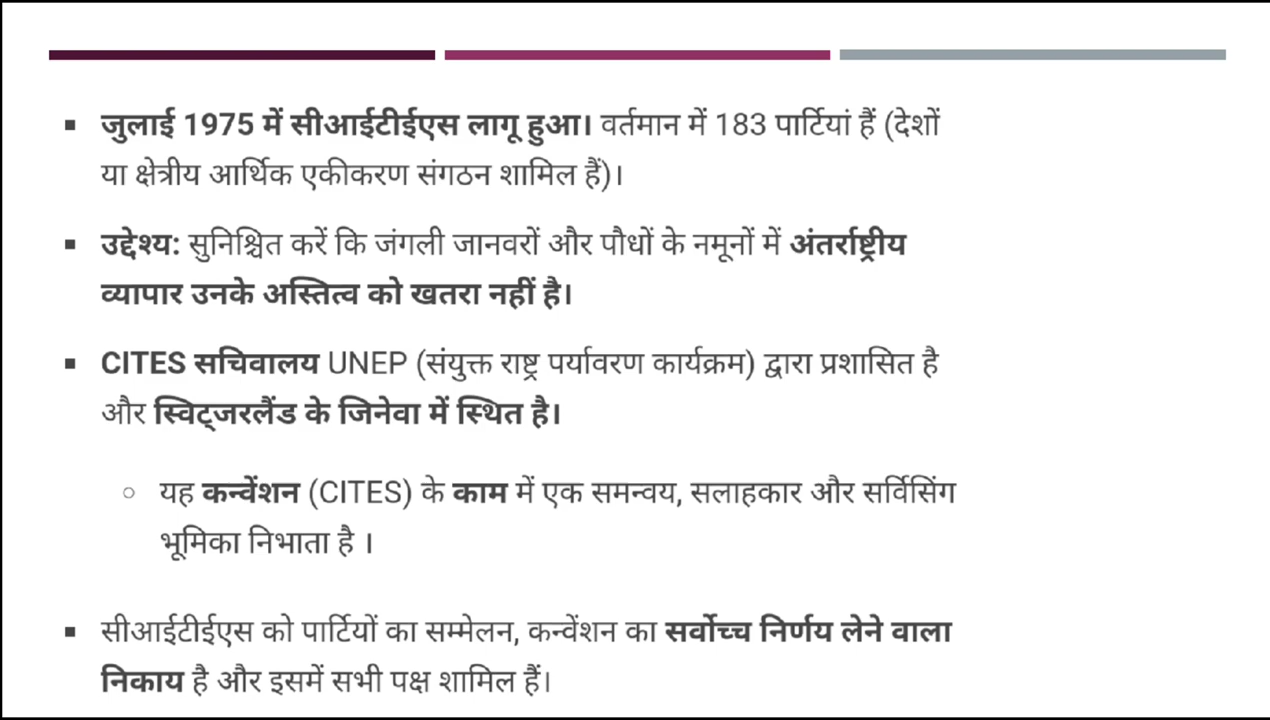 जुलाई 1975 में सीआईटीईएस लागू हुआ। वर्तमान में 183 पार्टियां हैं (देशों
या क्षेत्रीय आर्थिक एकीकरण संगठन शामिल हैं)।
उद्देश्य: सुनिश्चित करें कि जंगली जानवरों और पौधों के नमूनों में अंतर्राष्ट्रीय
व्यापार उनके अस्तित्व को खतरा नहीं है।
CITES सचिवालय UNEP (संयुक्त राष्ट्र पर्यावरण कार्यक्रम) द्वारा प्रशासित है
और स्विट्जरलैंड के जिनेवा में स्थित है।
यह कन्वेंशन (CITES) के काम में एक समन्वय, सलाहकार और सर्विसिंग
भूमिका निभाता है ।
सीआईटीईएस को पार्टियों का सम्मेलन, कन्वेंशन का सर्वोच्च निर्णय लेने वाला
निकाय है और इसमें सभी पक्ष शामिल हैं।